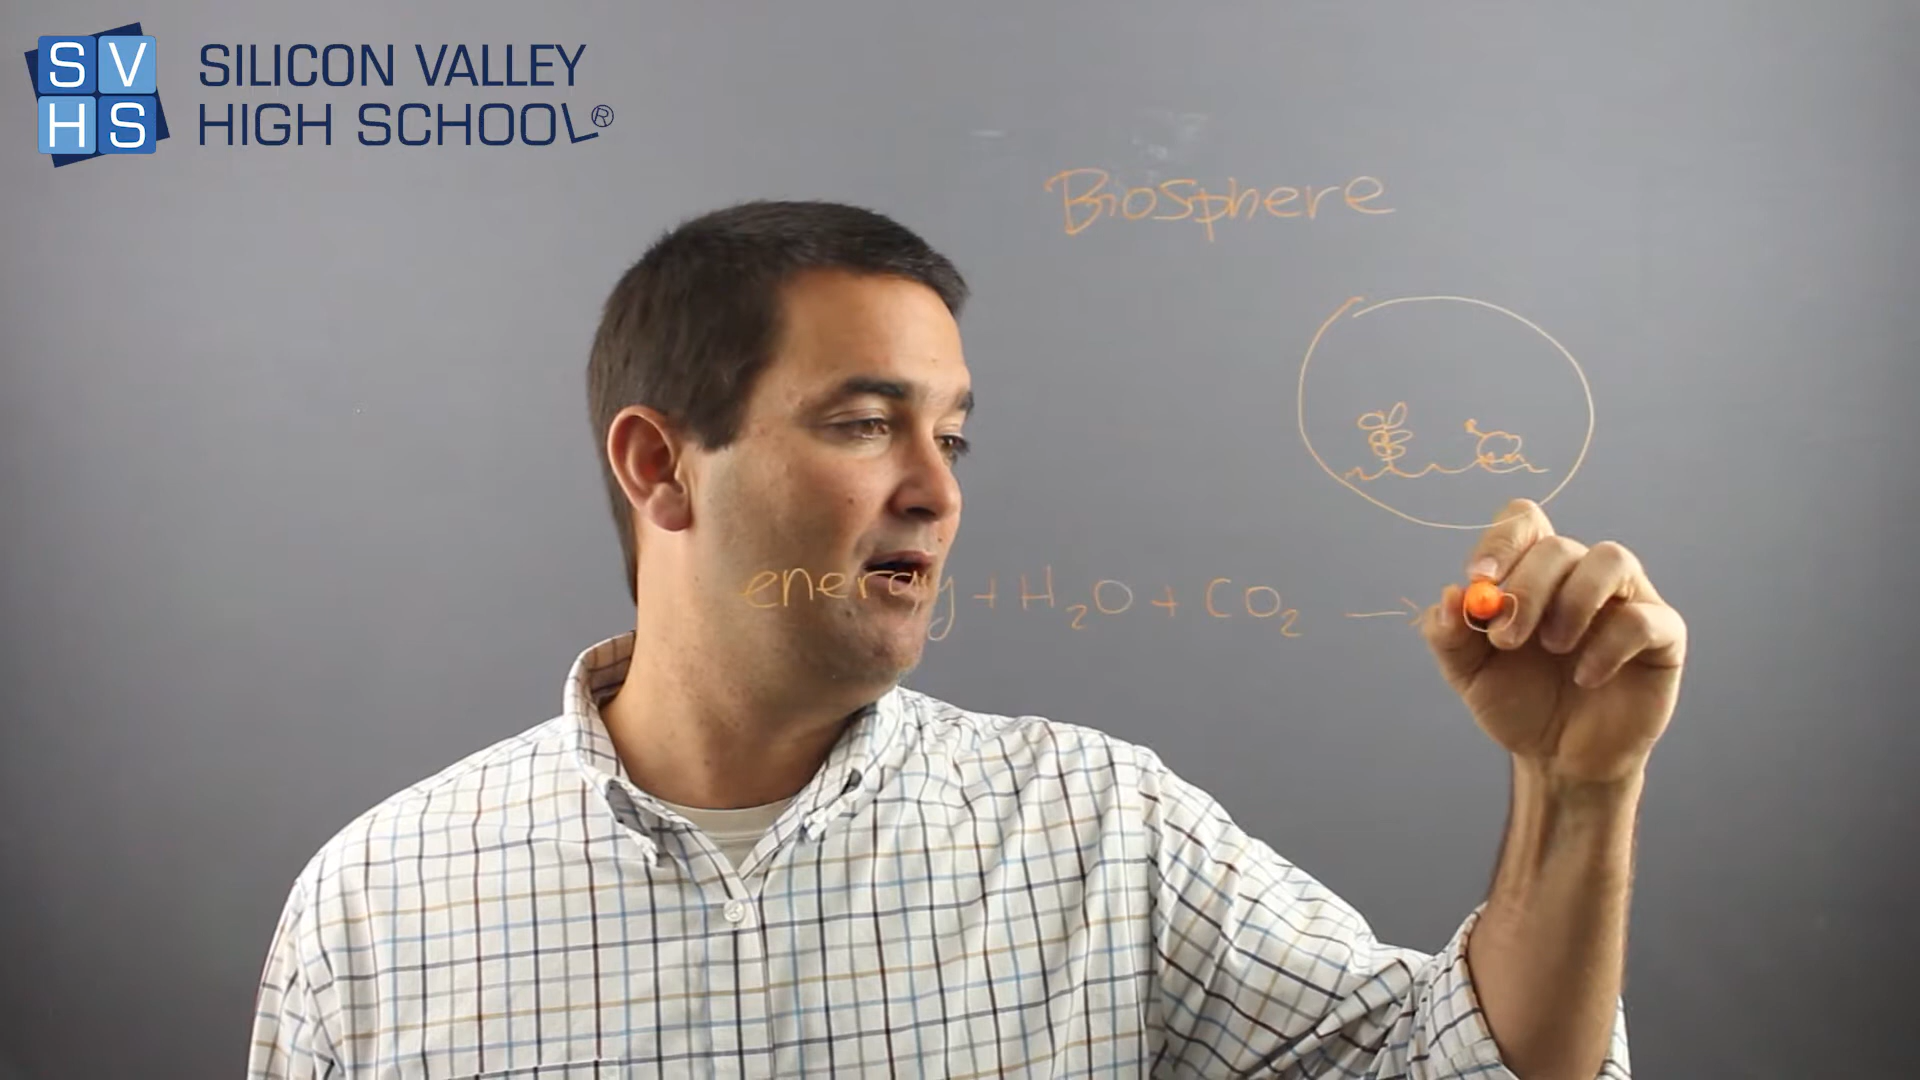 SV
HS
SILICON VALLEY
HIGH SCHOOL®
Biosphere
energy + H₂O + CO₂ →